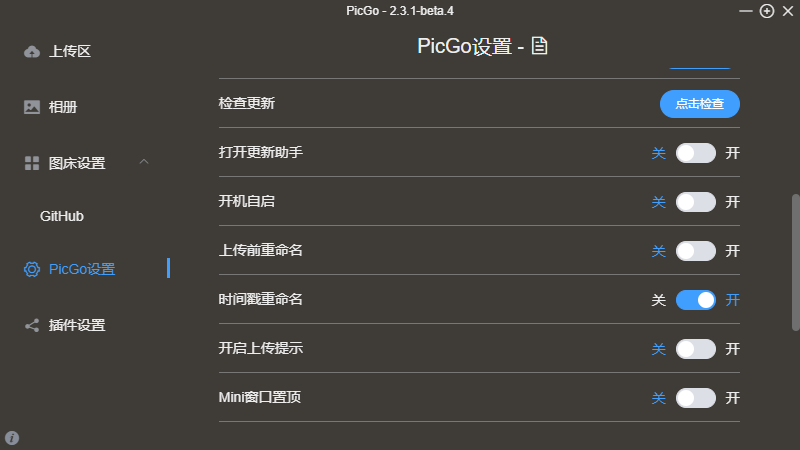 PicGo - 2.3.1-beta.4
上传区
相册
图床设置
GitHub
PicGo设置
插件设置
PicGo设置 -
检查更新 点击检查
打开更新助手 关 开
开机自启 关 开
上传前重命名 关 开
时间戳重命名 关 开
开启上传提示 关 开
Mini窗口置顶 关 开